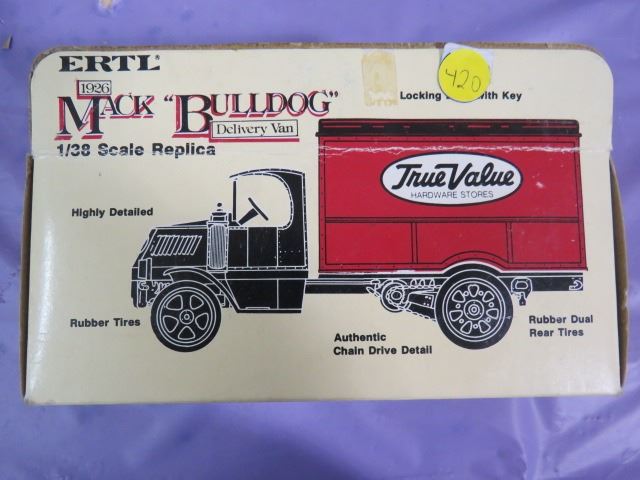 ERTL®
1926
MACK "BULLDOG"
Delivery Van
1/38 Scale Replica
420
Locking with Key
True Value
HARDWARE STORES
Highly Detailed
Rubber Tires
Authentic
Chain Drive Detail
Rubber Dual
Rear Tires